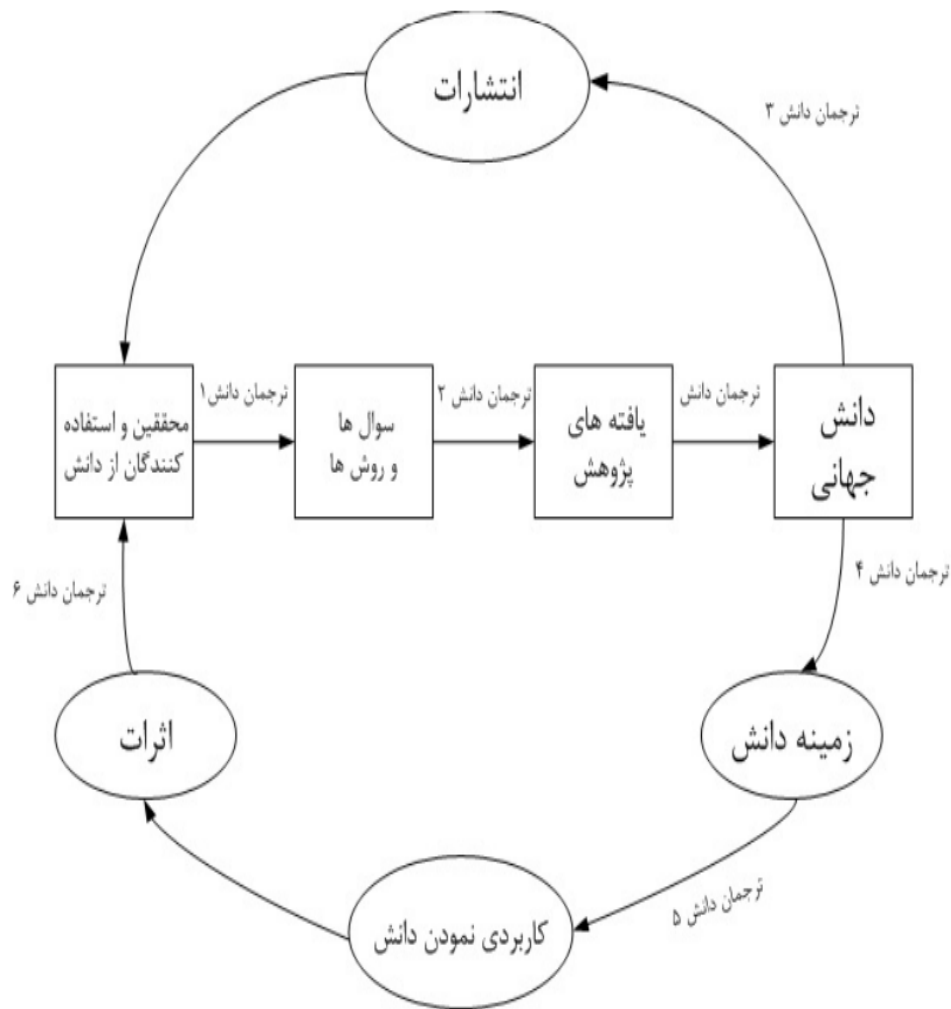 انتشارات
ترجمان دانش ۳
محققین و استفاده
کنندگان از دانش
ترجمان دانش ۱
سوال ها
و روش ها
ترجمان دانش ۲
یافته های
پژوهش
ترجمان دانش
دانش
جهانی
ترجمان دانش ۴
ترجمان دانش ۶
زمینه دانش
اثرات
ترجمان دانش ۵
کاربردی نمودن دانش